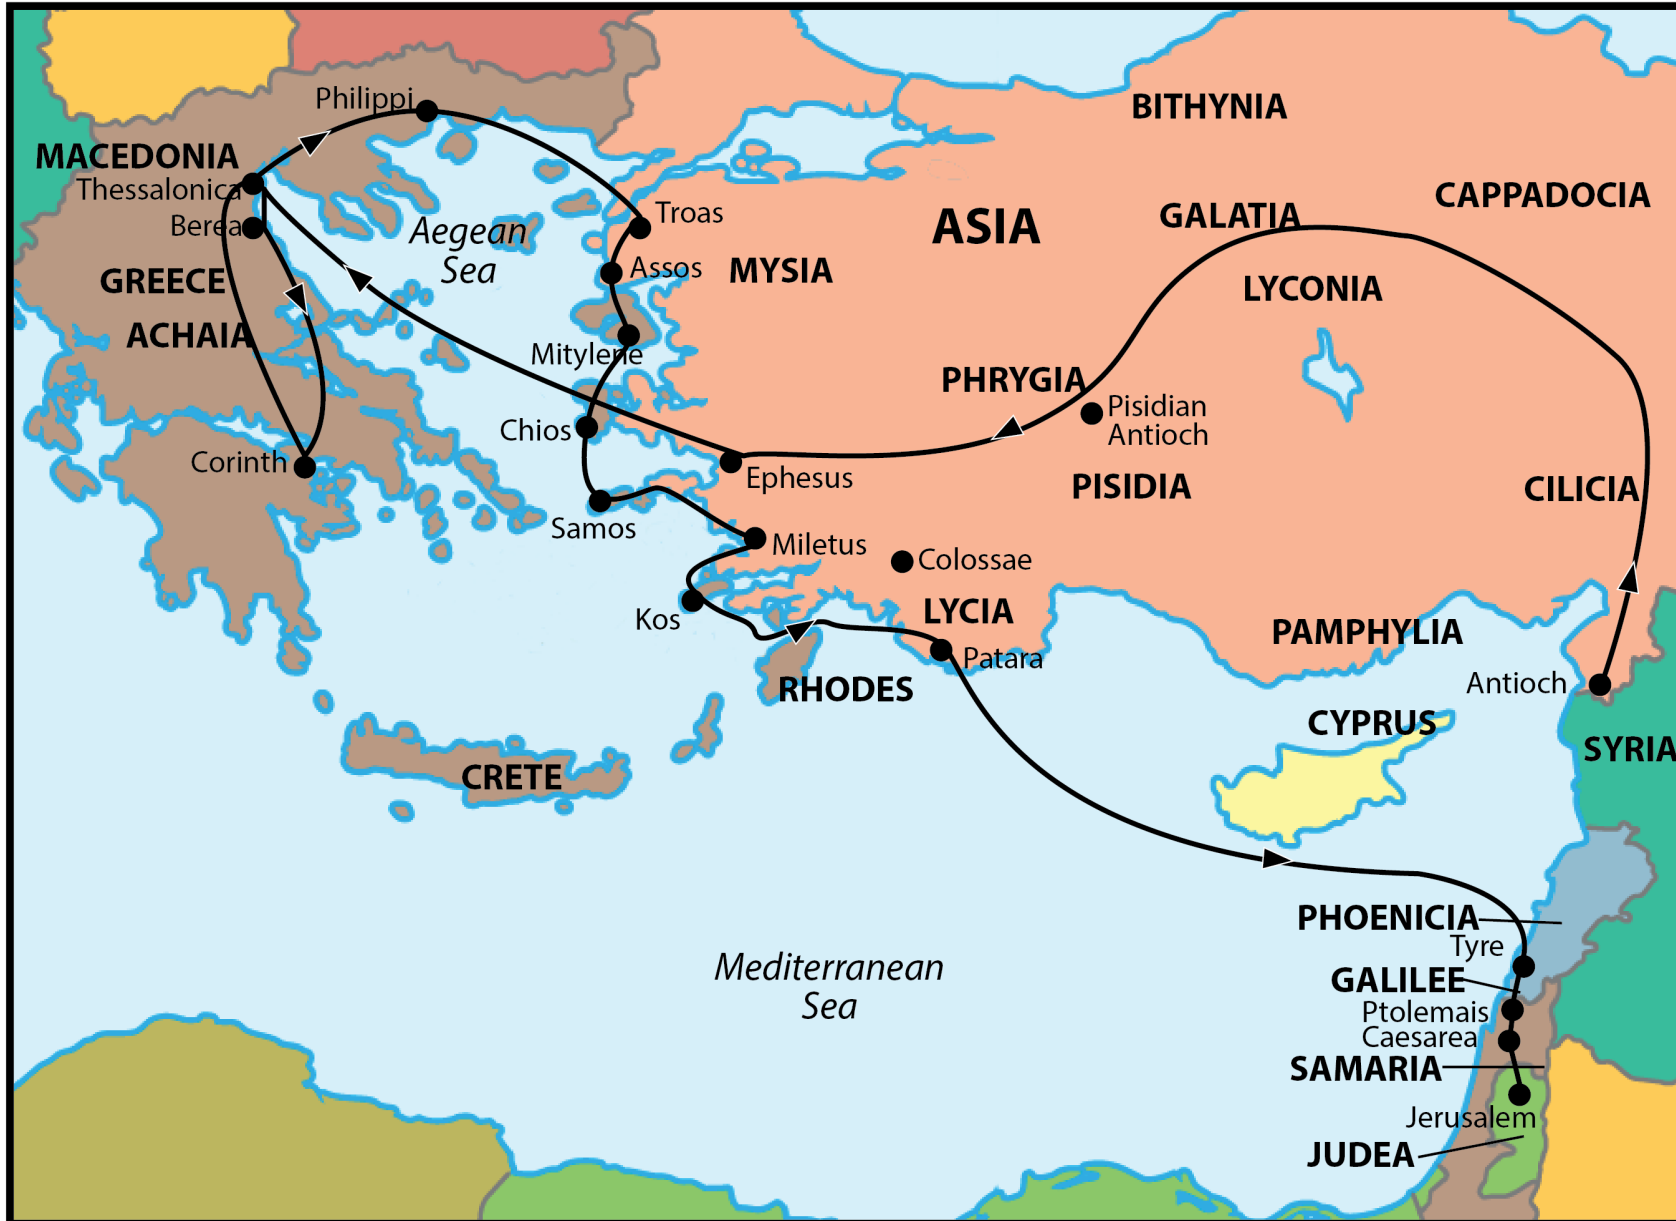 Philippi
BITHYNIA
MACEDONIA
Thessalonica
CAPPADOCIA
Berea
Aegean
Sea
Troas
ASIA
GALATIA
Assos
MYSIA
GREECE
LYCONIA
ACHAIA
Mitylene
PHRYGIA
Pisidian
Antioch
Chios
Corinth
Ephesus
PISIDIA
CILICIA
Samos
Miletus
Colossae
Kos
LYCIA
PAMPHYLIA
Patara
RHODES
Antioch
CYPRUS
SYRIA
CRETE
PHOENICIA
Tyre
Mediterranean
Sea
GALILEE
Ptolemais
Caesarea
SAMARIA
Jerusalem
JUDEA